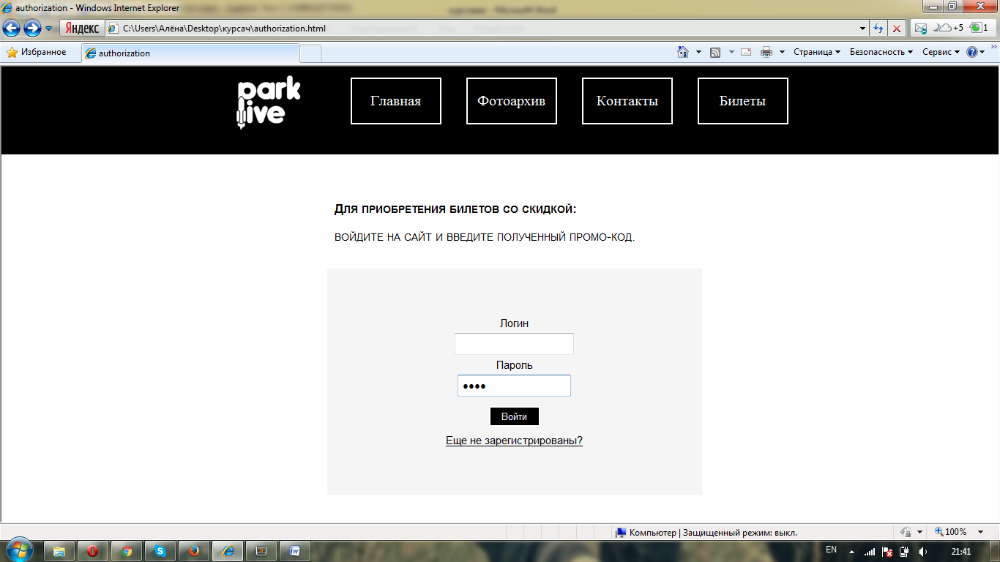 authorization - Windows Internet Explorer
Яндекс C:\Users\Алёна\Desktop\курсач\authorization.html +5 1
Избранное authorization Страница Безопасность Сервис
park live
Главная Фотоархив Контакты Билеты
Для приобретения билетов со скидкой:
войдите на сайт и введите полученный промо-код.
Логин
Пароль
••••
Войти
Еще не зарегистрированы?
Компьютер | Защищенный режим: выкл. 100%
EN 21:41